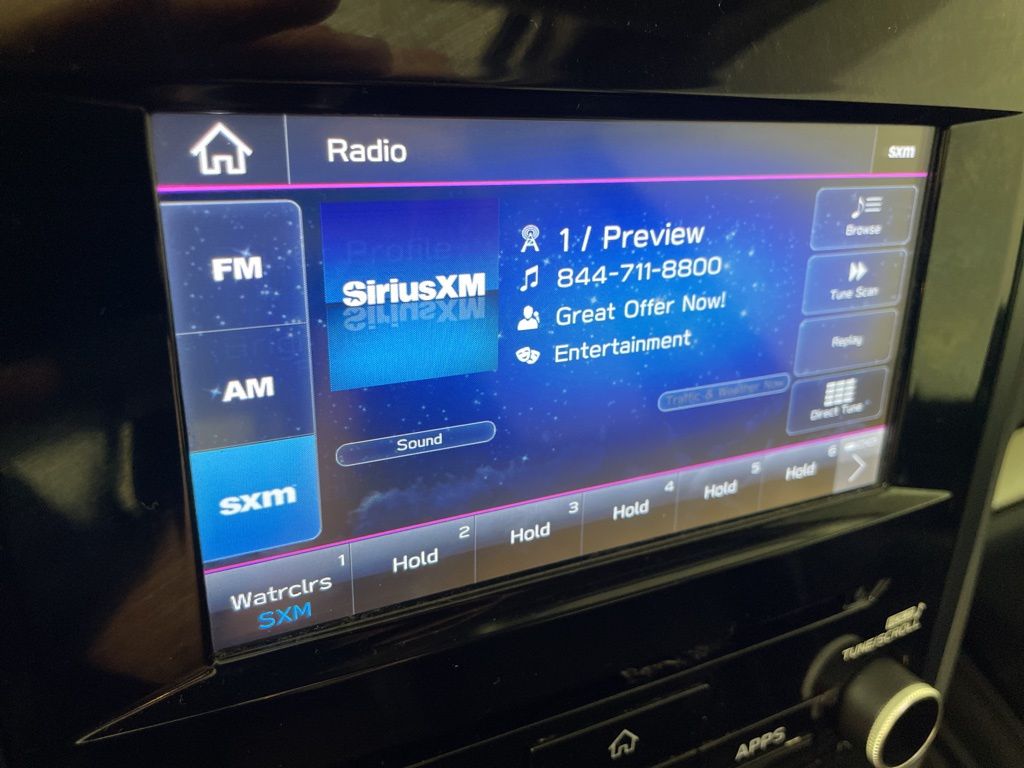 Radio
sxm
FM
AM
sxm
SiriusXM
1 / Preview
844-711-8800
Great Offer Now!
Entertainment
Browse
Tune Scan
Replay
Direct Tune
Traffic & Weather Now
Sound
1
Watrclrs
SXM
2
Hold
3
Hold
4
Hold
5
Hold
6
Hold
TUNE/SCROLL
APPS